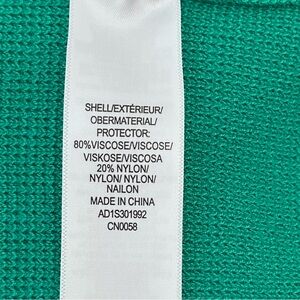 SHELL/EXTÉRIEUR/
OBERMATERIAL/
PROTECTOR:
80%VISCOSE/VISCOSE/
VISKOSE/VISCOSA
20% NYLON/
NYLON/ NYLON/
NAILON
MADE IN CHINA
AD1S301992
CN0058